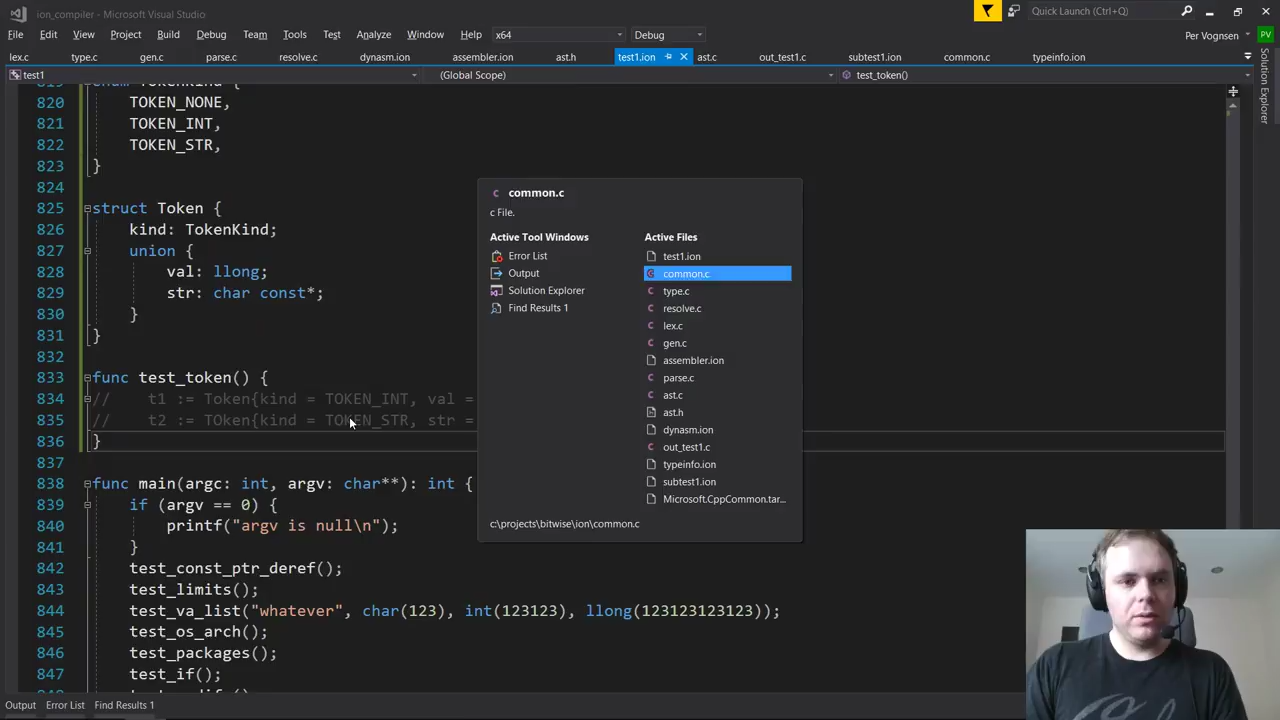 ion_compiler - Microsoft Visual Studio
Quick Launch (Ctrl+Q)
File Edit View Project Build Debug Team Tools Test Analyze Window Help x64 Debug
Per Vognsen PV
lex.c type.c gen.c parse.c resolve.c dynasm.ion assembler.ion ast.h test1.ion ast.c out_test1.c subtest1.ion common.c typeinfo.ion
test1 (Global Scope) test_token()
Solution Explorer
820 TOKEN_NONE,
821 TOKEN_INT,
822 TOKEN_STR,
823 }
824
825 struct Token {
826 kind: TokenKind;
827 union {
828 val: llong;
829 str: char const*;
830 }
831 }
832
833 func test_token() {
834 // t1 := Token{kind = TOKEN_INT, val =
835 // t2 := TOken{kind = TOKEN_STR, str =
836 }
837
838 func main(argc: int, argv: char**): int {
839 if (argv == 0) {
840 printf("argv is null\n");
841 }
842 test_const_ptr_deref();
843 test_limits();
844 test_va_list("whatever", char(123), int(123123), llong(123123123123));
845 test_os_arch();
846 test_packages();
847 test_if();
common.c
c File.
Active Tool Windows
Error List
Output
Solution Explorer
Find Results 1
Active Files
test1.ion
common.c
type.c
resolve.c
lex.c
gen.c
assembler.ion
parse.c
ast.c
ast.h
dynasm.ion
out_test1.c
typeinfo.ion
subtest1.ion
Microsoft.CppCommon.tar...
c:\projects\bitwise\ion\common.c
Output Error List Find Results 1